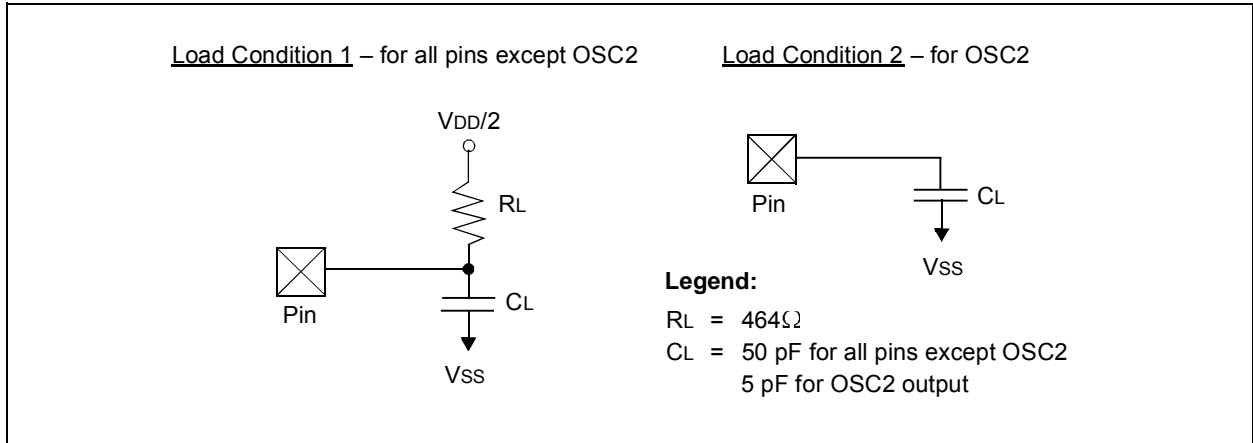 Load Condition 1 – for all pins except OSC2
VDD/2
RL
Pin
CL
VSS
Load Condition 2 – for OSC2
Pin
CL
VSS
Legend:
RL = 464Ω
CL = 50 pF for all pins except OSC2
5 pF for OSC2 output